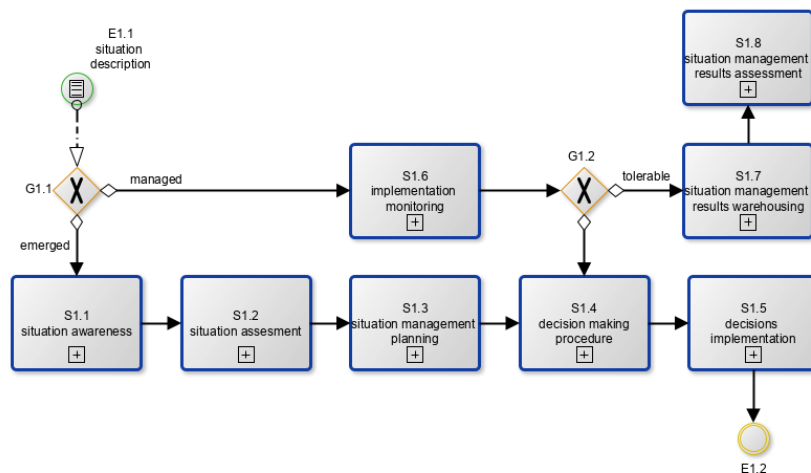 E1.1
situation
description
S1.8
situation management
results assessment
G1.1
managed
S1.6
implementation
monitoring
G1.2
tolerable
S1.7
situation management
results warehousing
emerged
S1.1
situation awareness
S1.2
situation assesment
S1.3
situation management
planning
S1.4
decision making
procedure
S1.5
decisions
implementation
E1.2